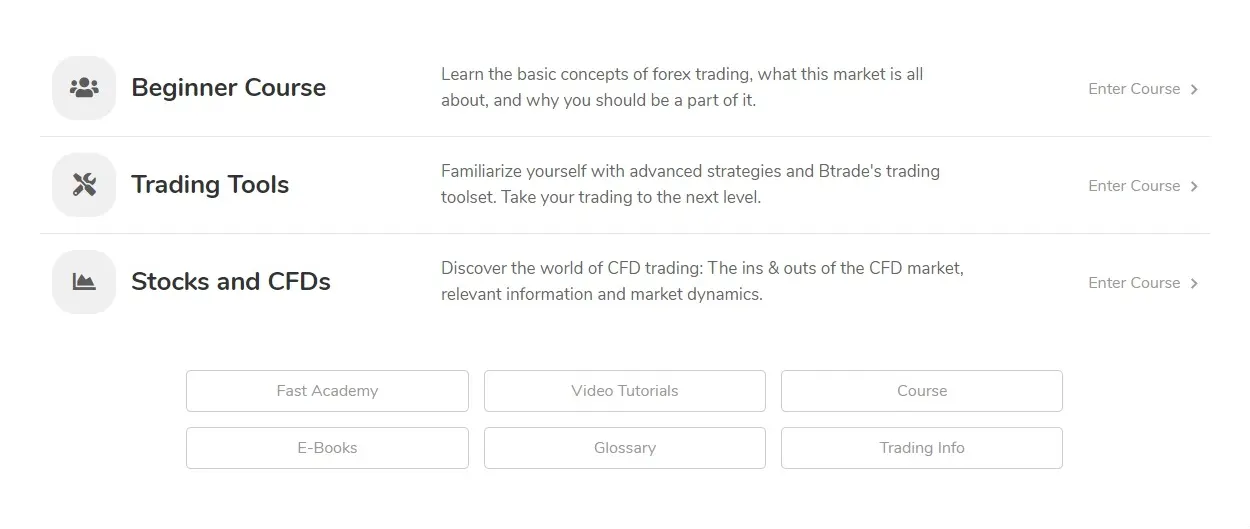 Beginner Course
Learn the basic concepts of forex trading, what this market is all
about, and why you should be a part of it.
Enter Course
Trading Tools
Familiarize yourself with advanced strategies and Btrade's trading
toolset. Take your trading to the next level.
Enter Course
Stocks and CFDs
Discover the world of CFD trading: The ins & outs of the CFD market,
relevant information and market dynamics.
Enter Course
Fast Academy
Video Tutorials
Course
E-Books
Glossary
Trading Info